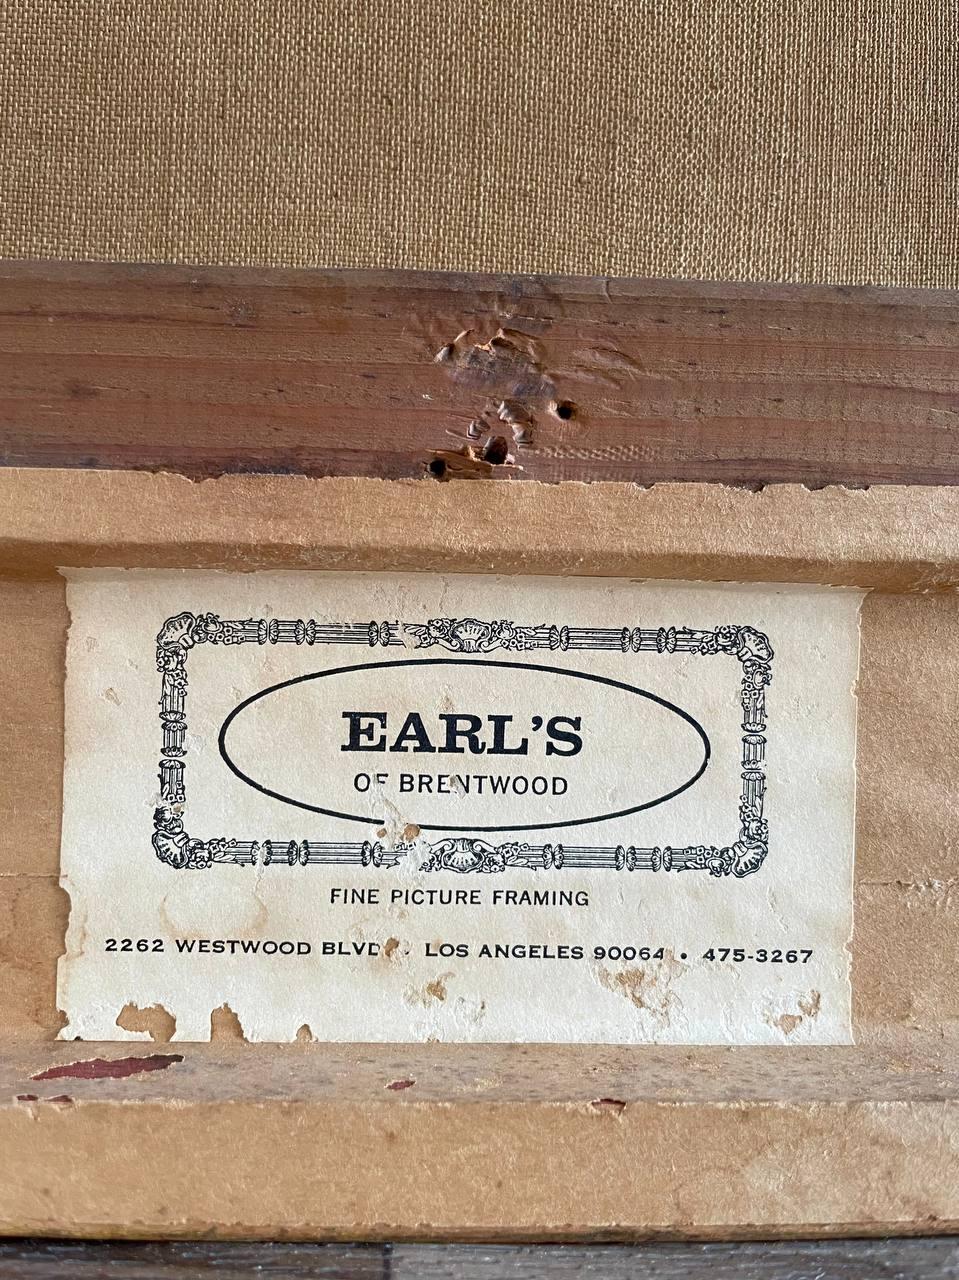 EARL'S
OF BRENTWOOD
FINE PICTURE FRAMING
2262 WESTWOOD BLVD. LOS ANGELES 90064 • 475-3267